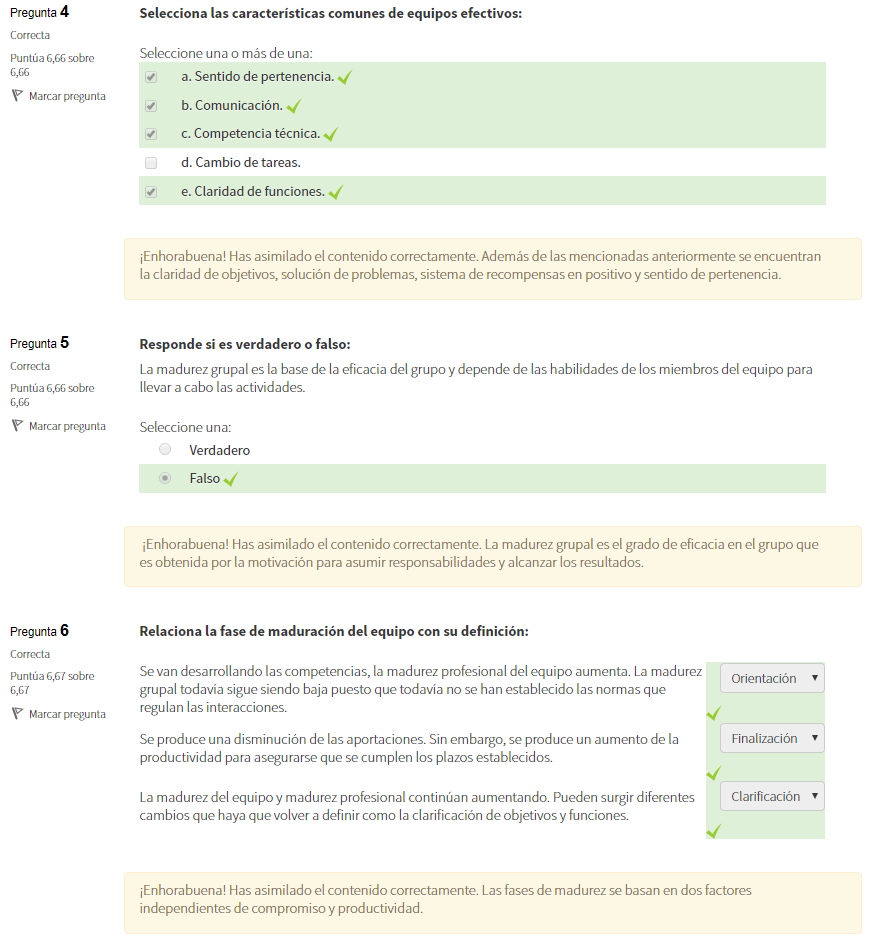 Pregunta 4
Correcta
Puntúa 6,66 sobre
6,66
Marcar pregunta
Selecciona las características comunes de equipos efectivos:
Seleccione una o más de una:
a. Sentido de pertenencia.
b. Comunicación.
c. Competencia técnica.
d. Cambio de tareas.
e. Claridad de funciones.
¡Enhorabuena! Has asimilado el contenido correctamente. Además de las mencionadas anteriormente se encuentran
la claridad de objetivos, solución de problemas, sistema de recompensas en positivo y sentido de pertenencia.
Pregunta 5
Correcta
Puntúa 6,66 sobre
6,66
Marcar pregunta
Responde si es verdadero o falso:
La madurez grupal es la base de la eficacia del grupo y depende de las habilidades de los miembros del equipo para
llevar a cabo las actividades.
Seleccione una:
Verdadero
Falso
¡Enhorabuena! Has asimilado el contenido correctamente. La madurez grupal es el grado de eficacia en el grupo que
es obtenida por la motivación para asumir responsabilidades y alcanzar los resultados.
Pregunta 6
Correcta
Puntúa 6,67 sobre
6,67
Marcar pregunta
Relaciona la fase de maduración del equipo con su definición:
Se van desarrollando las competencias, la madurez profesional del equipo aumenta. La madurez
grupal todavía sigue siendo baja puesto que todavía no se han establecido las normas que
regulan las interacciones.
Orientación
Se produce una disminución de las aportaciones. Sin embargo, se produce un aumento de la
productividad para asegurarse que se cumplen los plazos establecidos.
Finalización
La madurez del equipo y madurez profesional continúan aumentando. Pueden surgir diferentes
cambios que haya que volver a definir como la clarificación de objetivos y funciones.
Clarificación
¡Enhorabuena! Has asimilado el contenido correctamente. Las fases de madurez se basan en dos factores
independientes de compromiso y productividad.